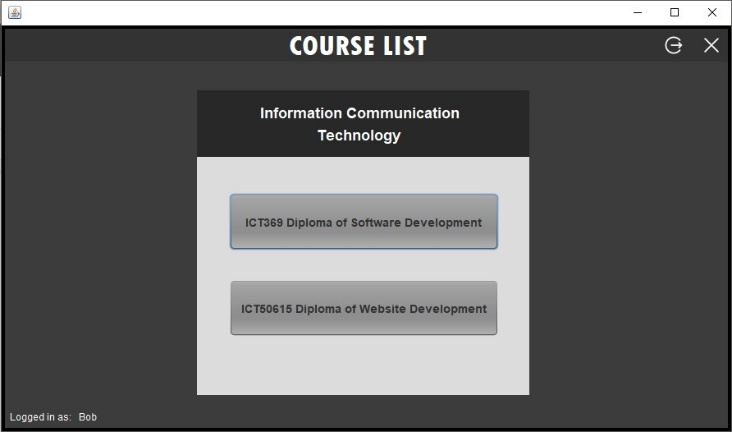 COURSE LIST
Information Communication
Technology
ICT369 Diploma of Software Development
ICT50615 Diploma of Website Development
Logged in as: Bob